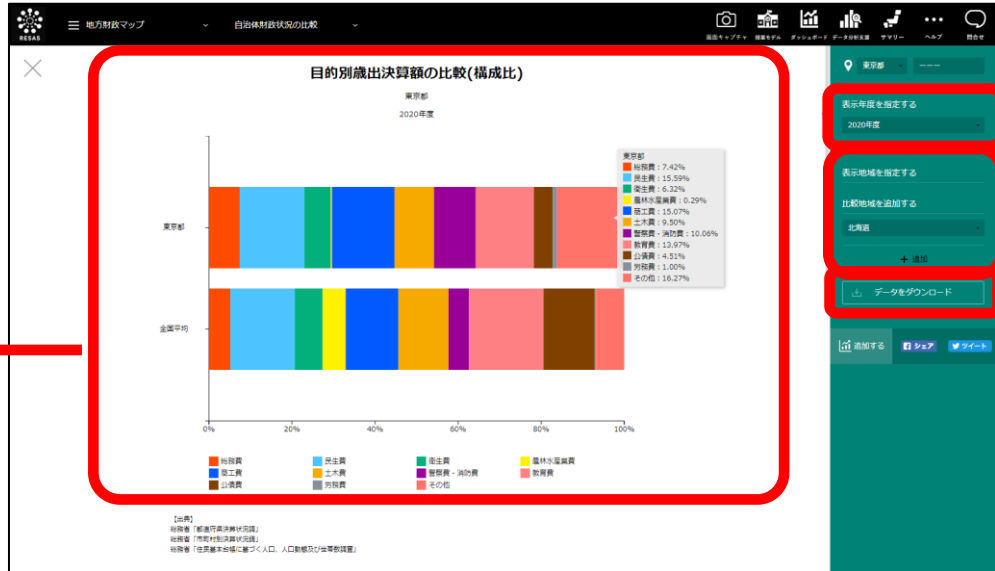 RESAS
地方財政マップ
自治体財政状況の比較
画面キャプチャ 提案モデル ダッシュボード データ分析支援 サマリー ヘルプ 問合せ
目的別歳出決算額の比較(構成比)
東京都
2020年度
東京都
総務費：7.42%
民生費：15.59%
衛生費：6.32%
農林水産業費：0.29%
商工費：15.07%
土木費：9.50%
警察費・消防費：10.06%
教育費：13.97%
公債費：4.51%
労務費：1.00%
その他：16.27%
東京都
全国平均
0% 20% 40% 60% 80% 100%
総務費 民生費 衛生費 農林水産業費
商工費 土木費 警察費・消防費 教育費
公債費 労務費 その他
【出典】
総務省「都道府県決算状況調」
総務省「市町村別決算状況調」
総務省「住民基本台帳に基づく人口、人口動態及び世帯数調査」
東京都 ---
表示年度を指定する
2020年度
表示地域を指定する
比較地域を追加する
北海道
+ 追加
データをダウンロード
追加する シェア ツイート